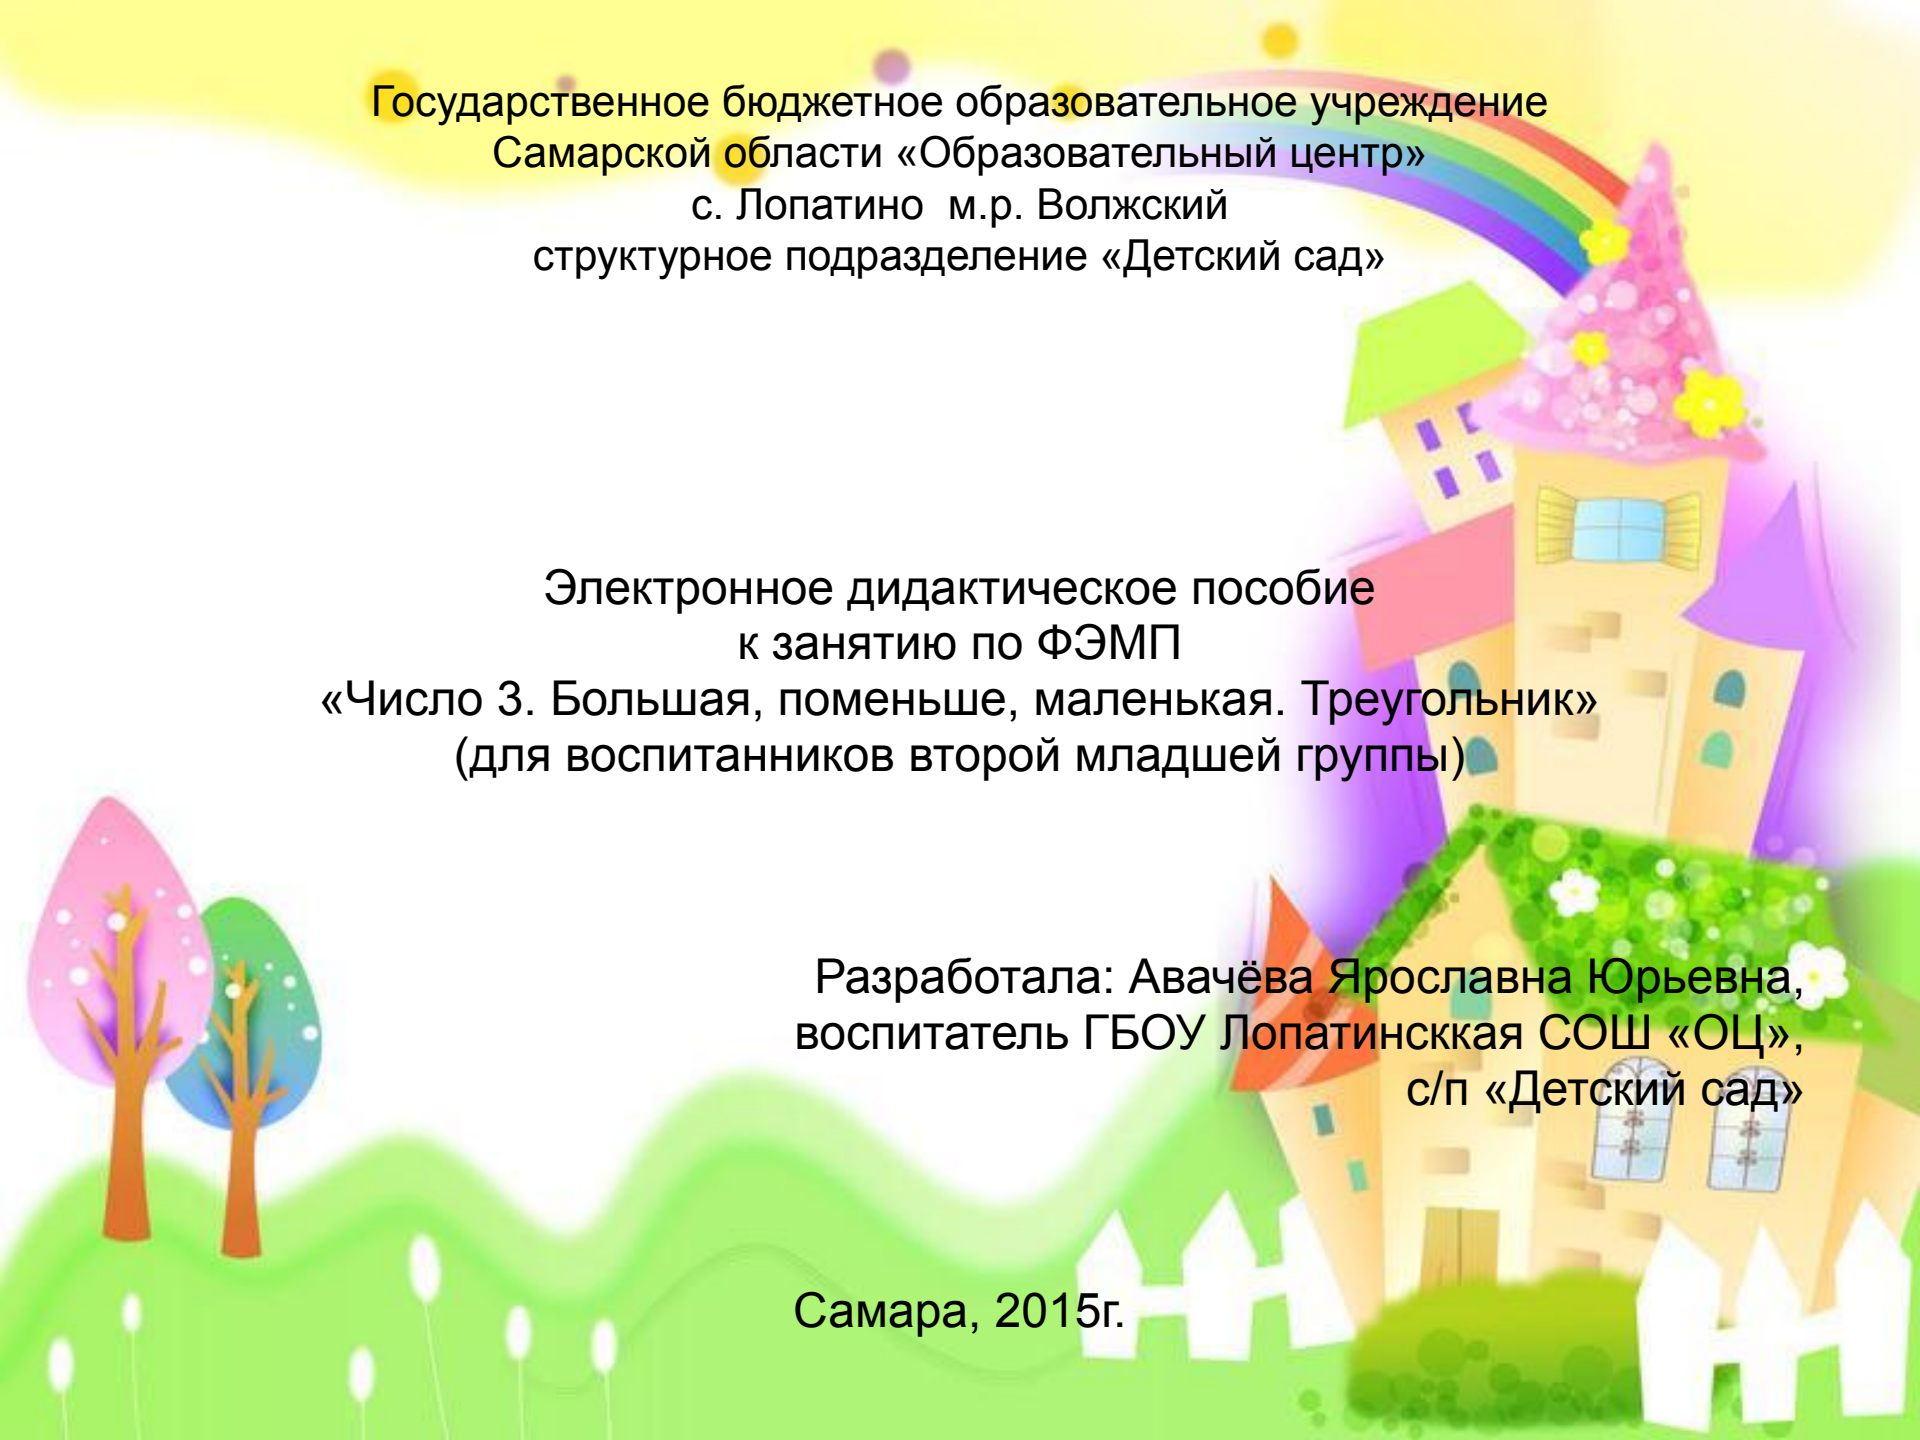 Государственное бюджетное образовательное учреждение
Самарской области «Образовательный центр»
с. Лопатино  м.р. Волжский
структурное подразделение «Детский сад»
Электронное дидактическое пособие
к занятию по ФЭМП
«Число 3. Большая, поменьше, маленькая. Треугольник»
(для воспитанников второй младшей группы)
Разработала: Авачёва Ярославна Юрьевна,
воспитатель ГБОУ Лопатинсккая СОШ «ОЦ»,
с/п «Детский сад»
Самара, 2015г.